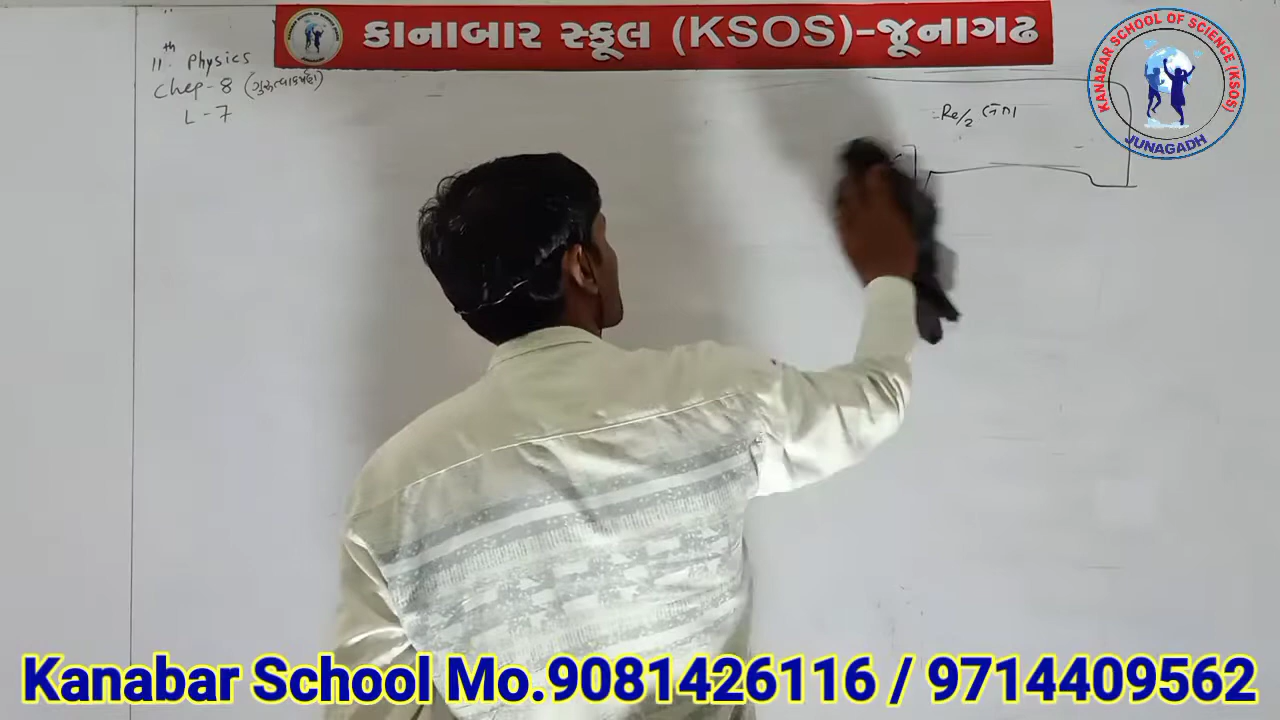 કાનાબાર સ્કૂલ (KSOS)-જૂનાગઢ
KANABAR SCHOOL OF SCIENCE (KSOS)
JUNAGADH
11th Physics
Chep-8 (ગુરુત્વાકર્ષણ)
L-7
Re/2
Kanabar School Mo.9081426116 / 9714409562